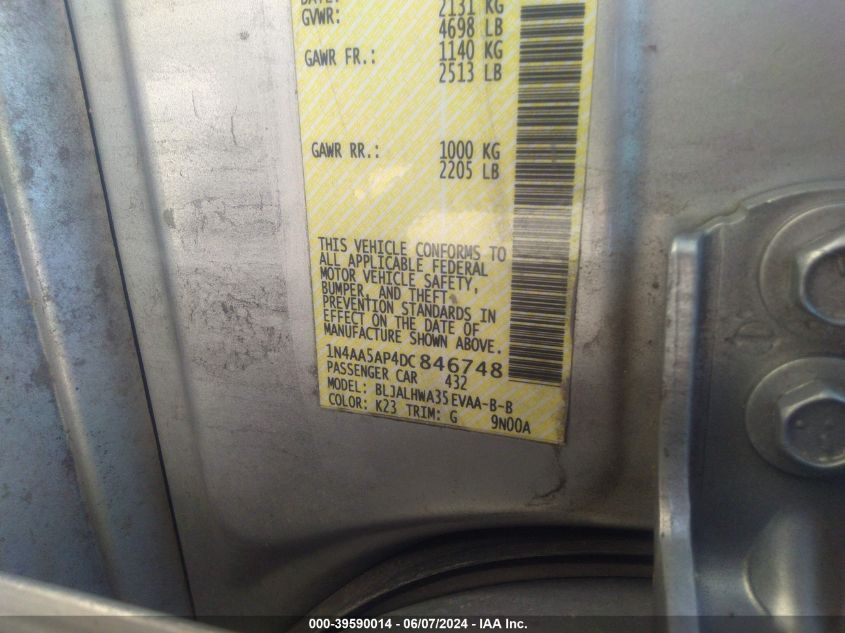 GVWR: 2131 KG
4698 LB
GAWR FR.: 1140 KG
2513 LB
GAWR RR.: 1000 KG
2205 LB
THIS VEHICLE CONFORMS TO
ALL APPLICABLE FEDERAL
MOTOR VEHICLE SAFETY,
BUMPER, AND THEFT
PREVENTION STANDARDS IN
EFFECT ON THE DATE OF
MANUFACTURE SHOWN ABOVE.
1N4AA5AP4DC846748
PASSENGER CAR 432
MODEL: BLJALHWA35EVAA-B-B
COLOR: K23 TRIM: G 9N00A
000-39590014 - 06/07/2024 - IAA Inc.